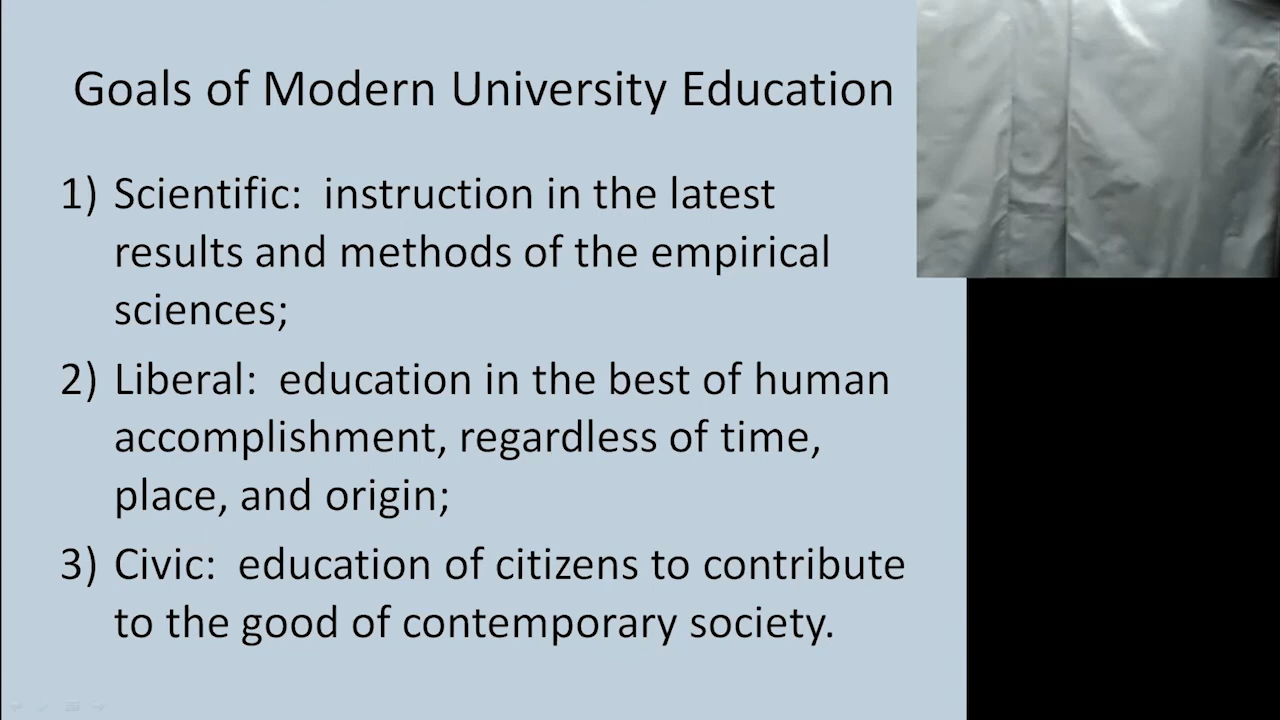 Goals of Modern University Education
1) Scientific:  instruction in the latest
results and methods of the empirical
sciences;
2) Liberal:  education in the best of human
accomplishment, regardless of time,
place, and origin;
3) Civic:  education of citizens to contribute
to the good of contemporary society.